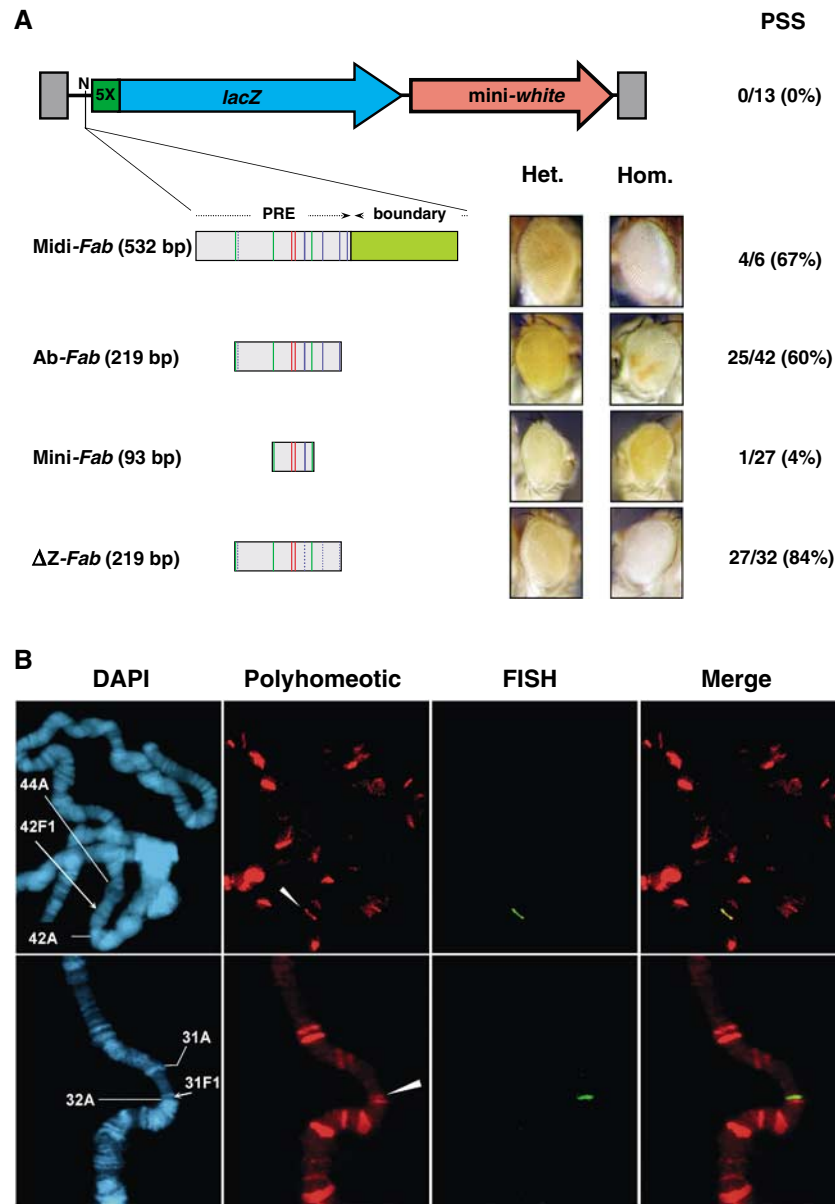 A
PSS
N
5X
lacZ
mini-white
0/13 (0%)
Het.
Hom.
PRE
boundary
Midi-Fab (532 bp)
4/6 (67%)
Ab-Fab (219 bp)
25/42 (60%)
Mini-Fab (93 bp)
1/27 (4%)
ΔZ-Fab (219 bp)
27/32 (84%)
B
DAPI
Polyhomeotic
FISH
Merge
44A
42F1
42A
31A
31F1
32A